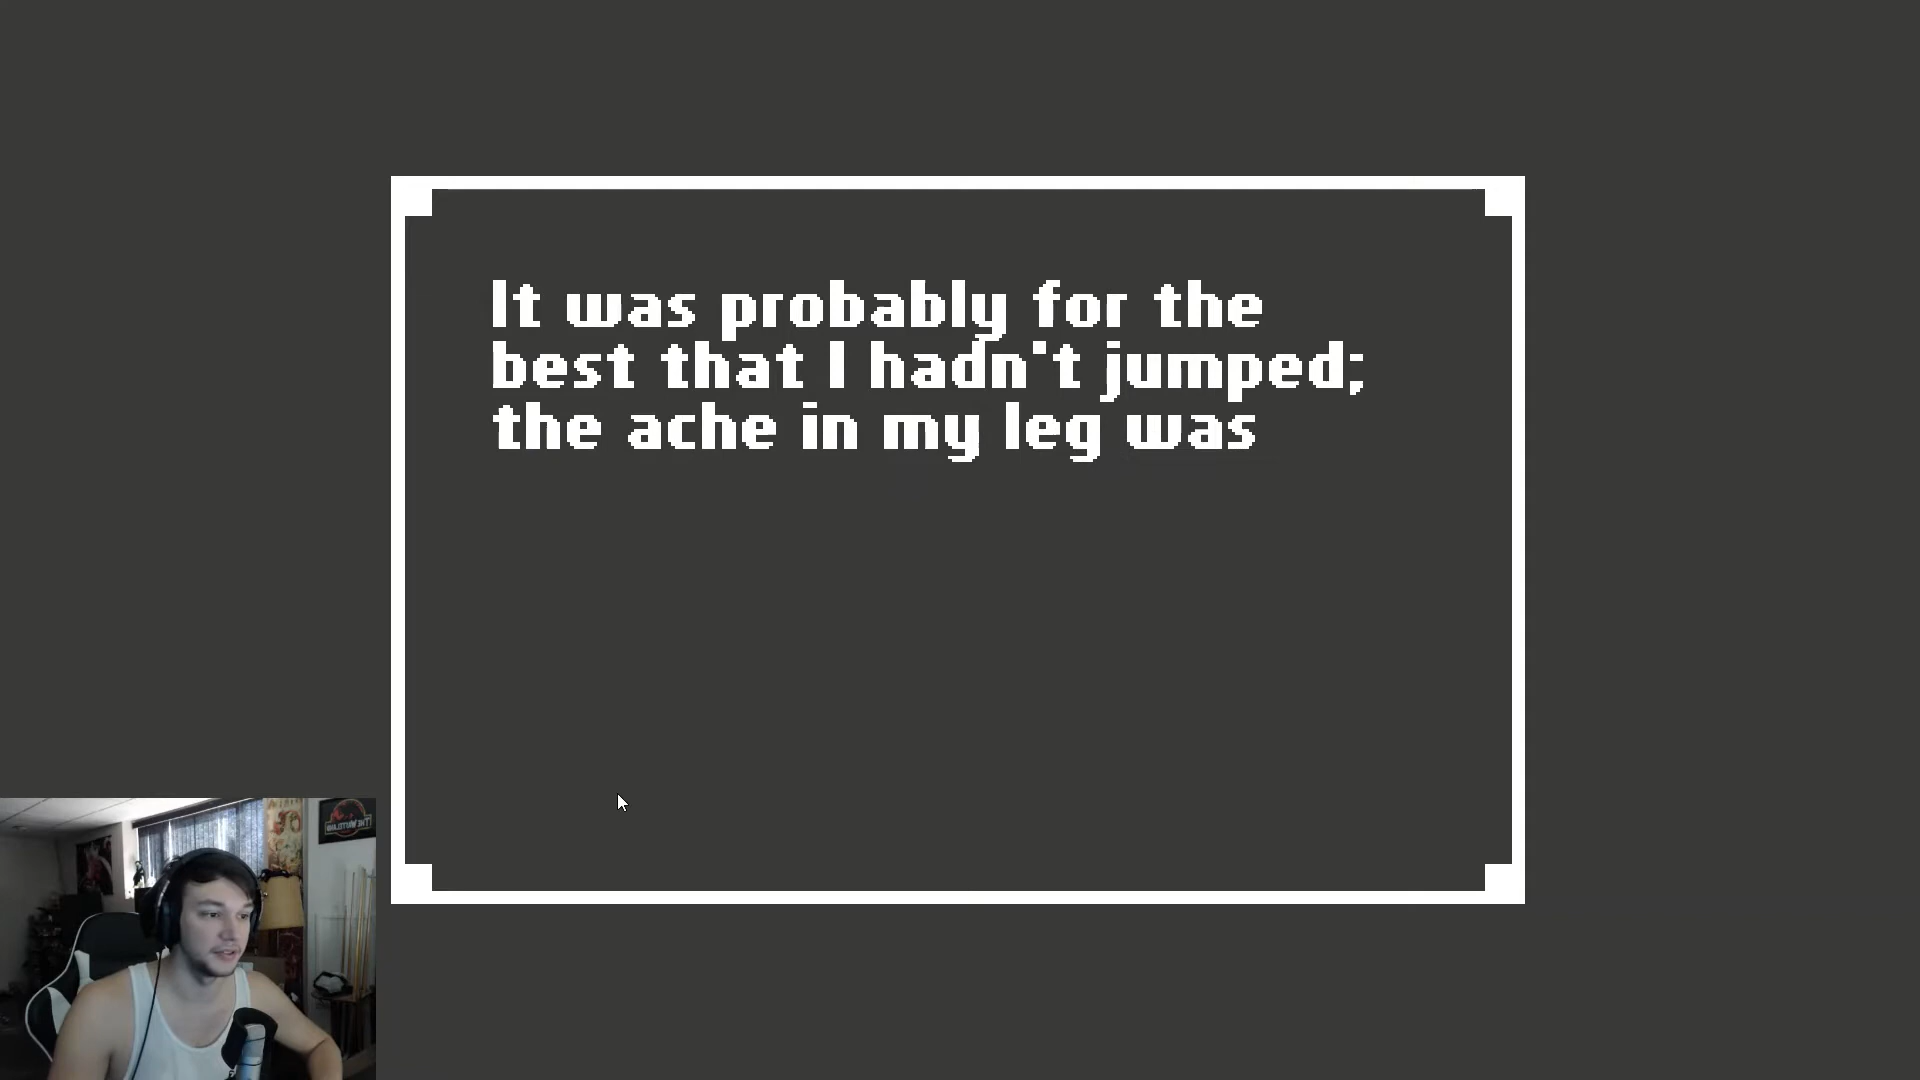 It was probably for the
best that I hadn't jumped;
the ache in my leg was